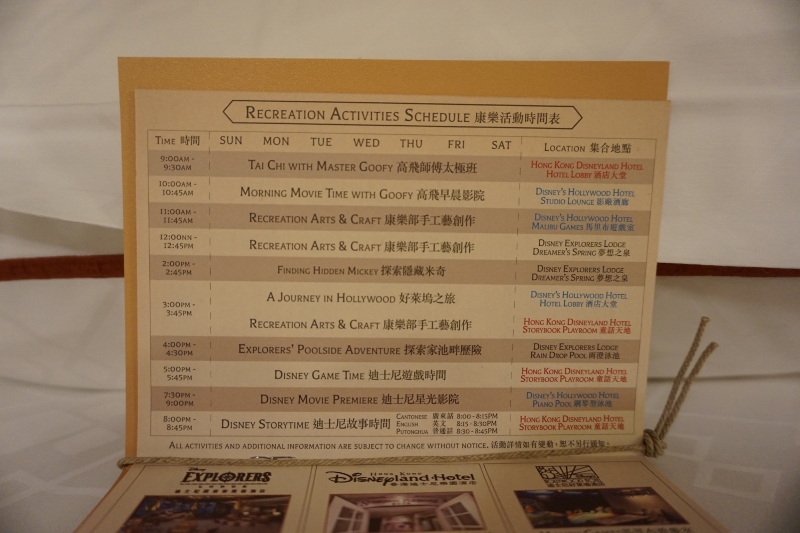 RECREATION ACTIVITIES SCHEDULE 康樂活動時間表
TIME 時間 SUN MON TUE WED THU FRI SAT LOCATION 集合地點
9:00AM - 9:30AM
TAI CHI WITH MASTER GOOFY 高飛師傅太極班
HONG KONG DISNEYLAND HOTEL
HOTEL LOBBY 酒店大堂
10:00AM - 10:45AM
MORNING MOVIE TIME WITH GOOFY 高飛早晨影院
DISNEY'S HOLLYWOOD HOTEL
STUDIO LOUNGE 影廊酒廊
11:00AM - 11:45AM
RECREATION ARTS & CRAFT 康樂部手工藝創作
DISNEY'S HOLLYWOOD HOTEL
MALIBU GAMES 馬里布遊戲室
12:00NN - 12:45PM
RECREATION ARTS & CRAFT 康樂部手工藝創作
DISNEY EXPLORERS LODGE
DREAMER'S SPRING 夢想之泉
2:00PM - 2:45PM
FINDING HIDDEN MICKEY 探索隱藏米奇
DISNEY EXPLORERS LODGE
DREAMER'S SPRING 夢想之泉
3:00PM - 3:45PM
A JOURNEY IN HOLLYWOOD 好萊塢之旅
DISNEY'S HOLLYWOOD HOTEL
HOTEL LOBBY 酒店大堂
RECREATION ARTS & CRAFT 康樂部手工藝創作
HONG KONG DISNEYLAND HOTEL
STORYBOOK PLAYROOM 童話天地
4:00PM - 4:30PM
EXPLORERS' POOLSIDE ADVENTURE 探索家池畔歷險
DISNEY EXPLORERS LODGE
RAIN DROP POOL 雨澄泳池
5:00PM - 5:45PM
DISNEY GAME TIME 迪士尼遊戲時間
HONG KONG DISNEYLAND HOTEL
STORYBOOK PLAYROOM 童話天地
7:30PM - 9:00PM
DISNEY MOVIE PREMIERE 迪士尼星光影院
DISNEY'S HOLLYWOOD HOTEL
PIANO POOL 鋼琴型泳池
8:00PM - 8:45PM
DISNEY STORYTIME 迪士尼故事時間
CANTONESE 廣東話 8:00 - 8:15PM
ENGLISH 英文 8:15 - 8:30PM
PUTONGHUA 普通話 8:30 - 8:45PM
HONG KONG DISNEYLAND HOTEL
STORYBOOK PLAYROOM 童話天地
ALL ACTIVITIES AND ADDITIONAL INFORMATION ARE SUBJECT TO CHANGE WITHOUT NOTICE. 活動詳情如有變動，恕不另行通知。
Disney
EXPLORERS
LODGE
HONG KONG
Disneyland Hotel
香港迪士尼樂園酒店